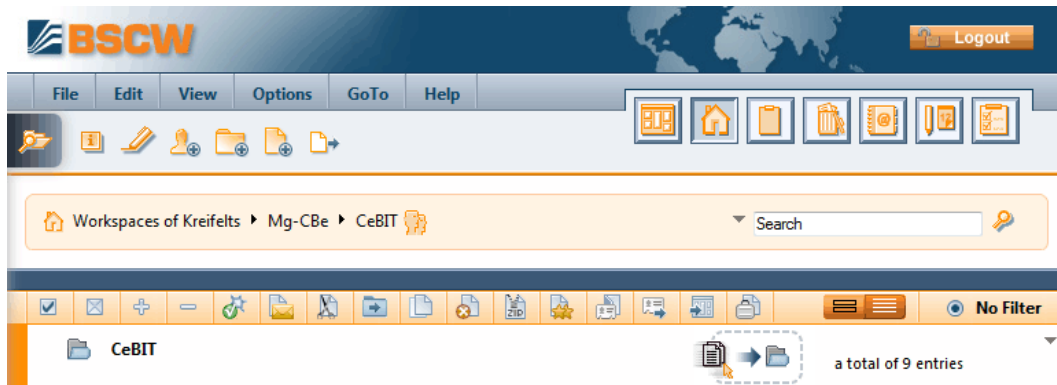 BSCW
Logout
File Edit View Options GoTo Help
Workspaces of Kreifelts Mg-CBe CeBIT Search
ZIP No Filter
CeBIT a total of 9 entries